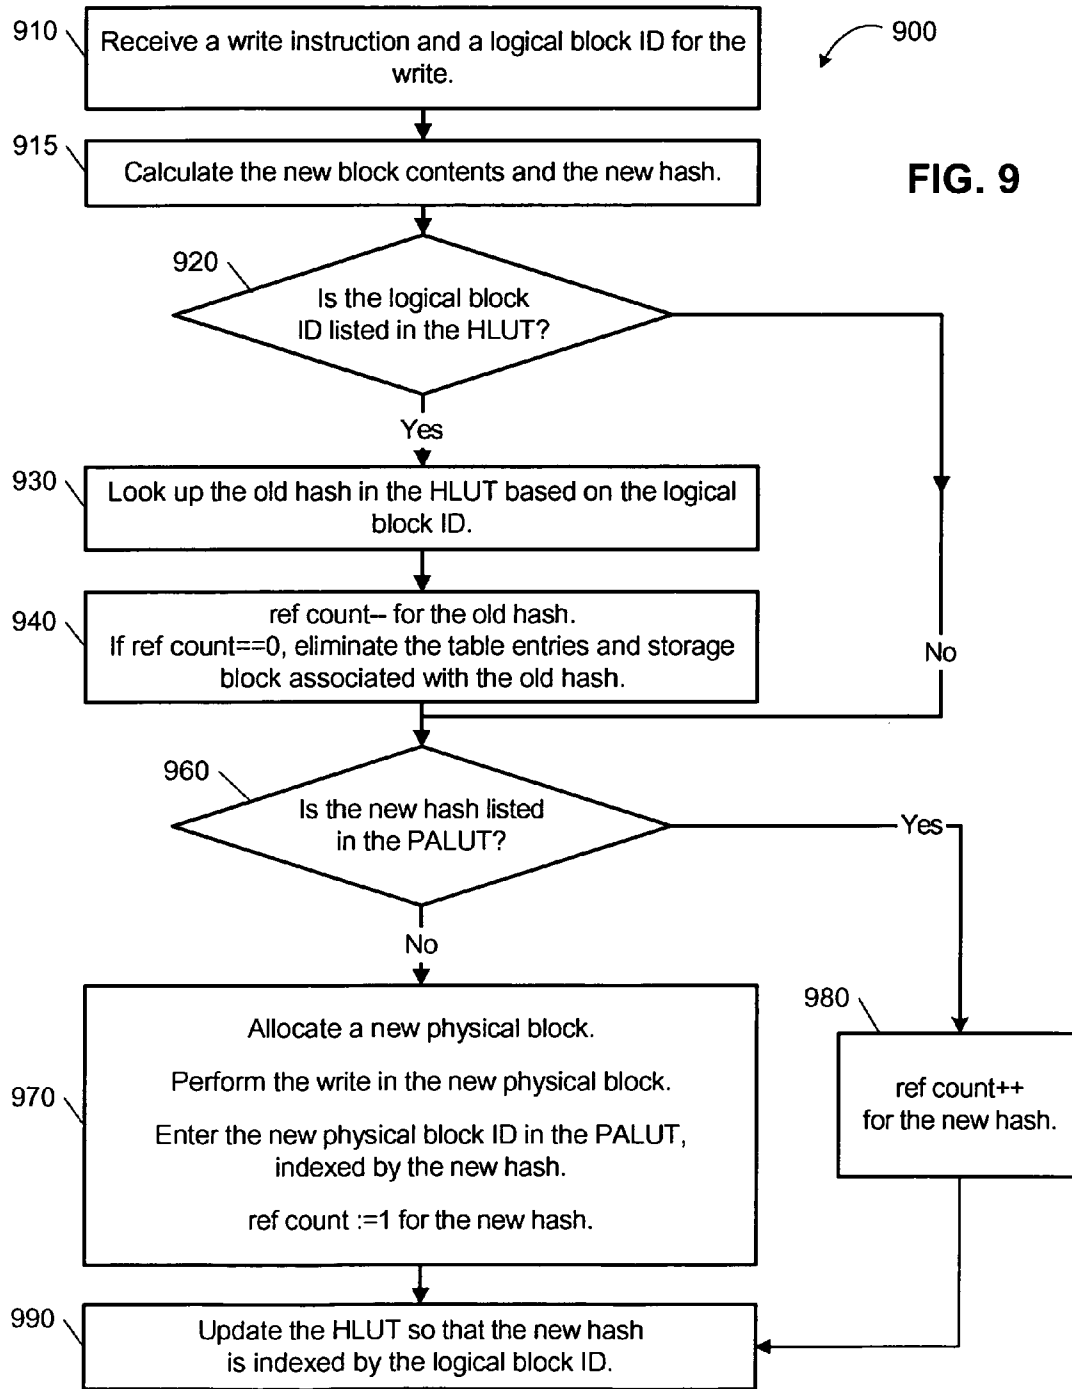 910
Receive a write instruction and a logical block ID for the
write.
900
915
Calculate the new block contents and the new hash.
FIG. 9
920
Is the logical block
ID listed in the HLUT?
Yes
930
Look up the old hash in the HLUT based on the logical
block ID.
940
ref count-- for the old hash.
If ref count==0, eliminate the table entries and storage
block associated with the old hash.
No
960
Is the new hash listed
in the PALUT?
Yes
No
970
Allocate a new physical block.
Perform the write in the new physical block.
Enter the new physical block ID in the PALUT,
indexed by the new hash.
ref count :=1 for the new hash.
980
ref count++
for the new hash.
990
Update the HLUT so that the new hash
is indexed by the logical block ID.